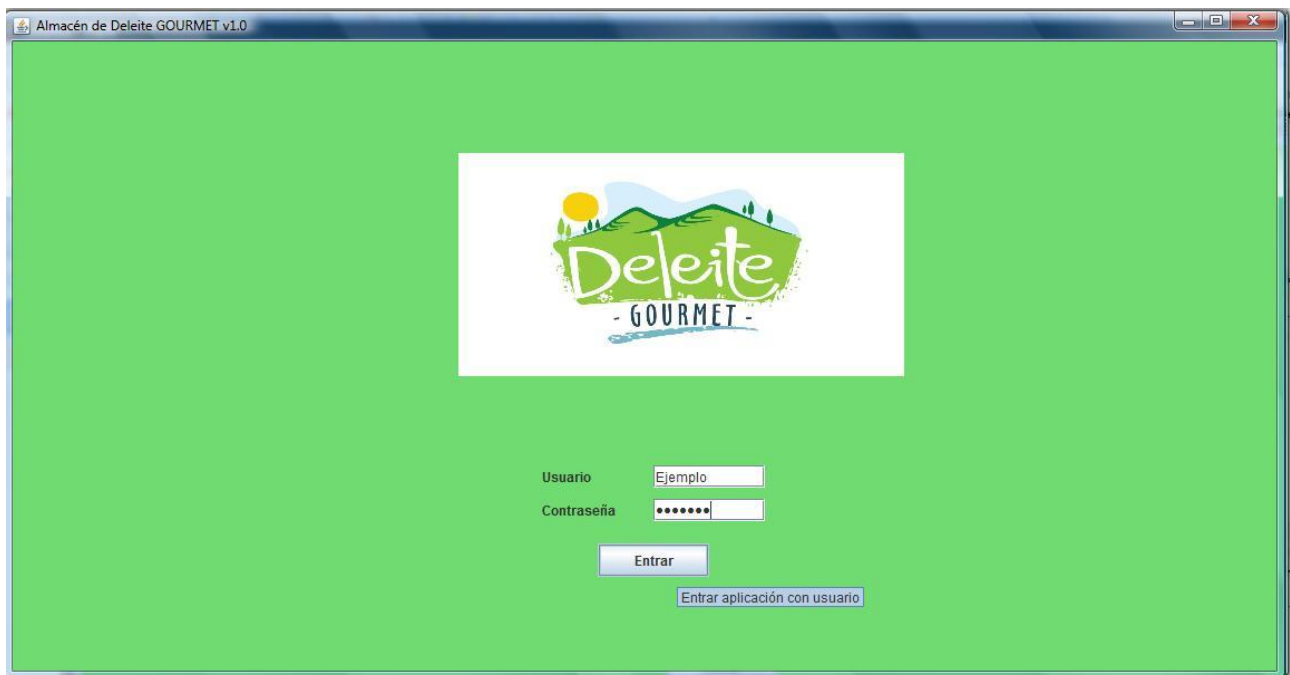 Almacén de Deleite GOURMET v1.0
Deleite
- GOURMET -
Usuario Ejemplo
Contraseña •••••••
Entrar
Entrar aplicación con usuario